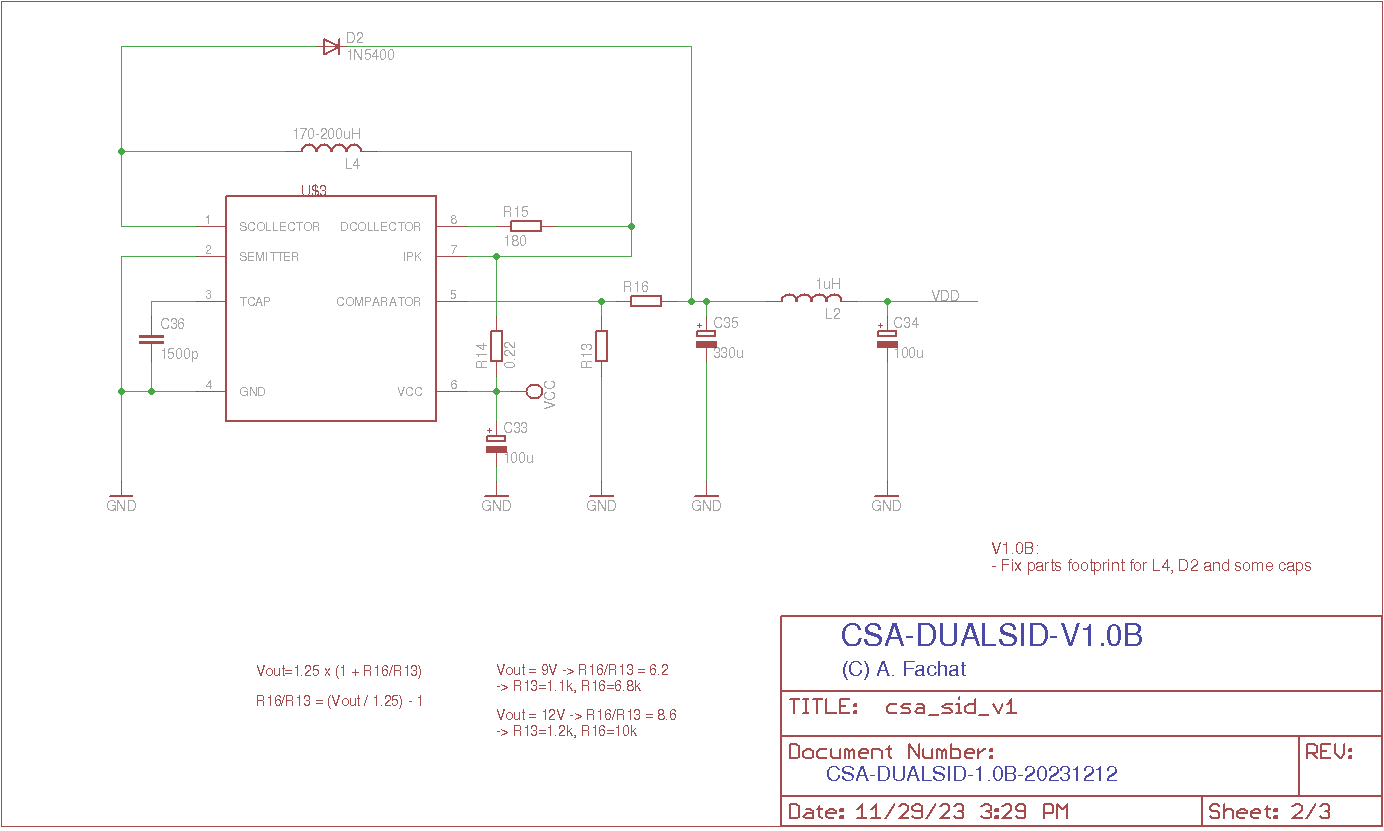 D2
1N5400
170-200uH
L4
U$3
1 SCOLLECTOR DCOLLECTOR 8
R15
180
2 SEMITTER IPK 7
3 TCAP COMPARATOR 5
R16
1uH
L2
VDD
C36
1500p
R14
0.22
R13
C35
330u
C34
100u
4 GND VCC 6
VCC
C33
100u
+
+
+
GND
GND
GND
GND
GND
V1.0B:
- Fix parts footprint for L4, D2 and some caps
Vout=1.25 x (1 + R16/R13)
R16/R13 = (Vout / 1.25) - 1
Vout = 9V -> R16/R13 = 6.2
-> R13=1.1k, R16=6.8k
Vout = 12V -> R16/R13 = 8.6
-> R13=1.2k, R16=10k
CSA-DUALSID-V1.0B
(C) A. Fachat
TITLE: csa_sid_v1
Document Number:
CSA-DUALSID-1.0B-20231212
REV:
Date: 11/29/23 3:29 PM
Sheet: 2/3